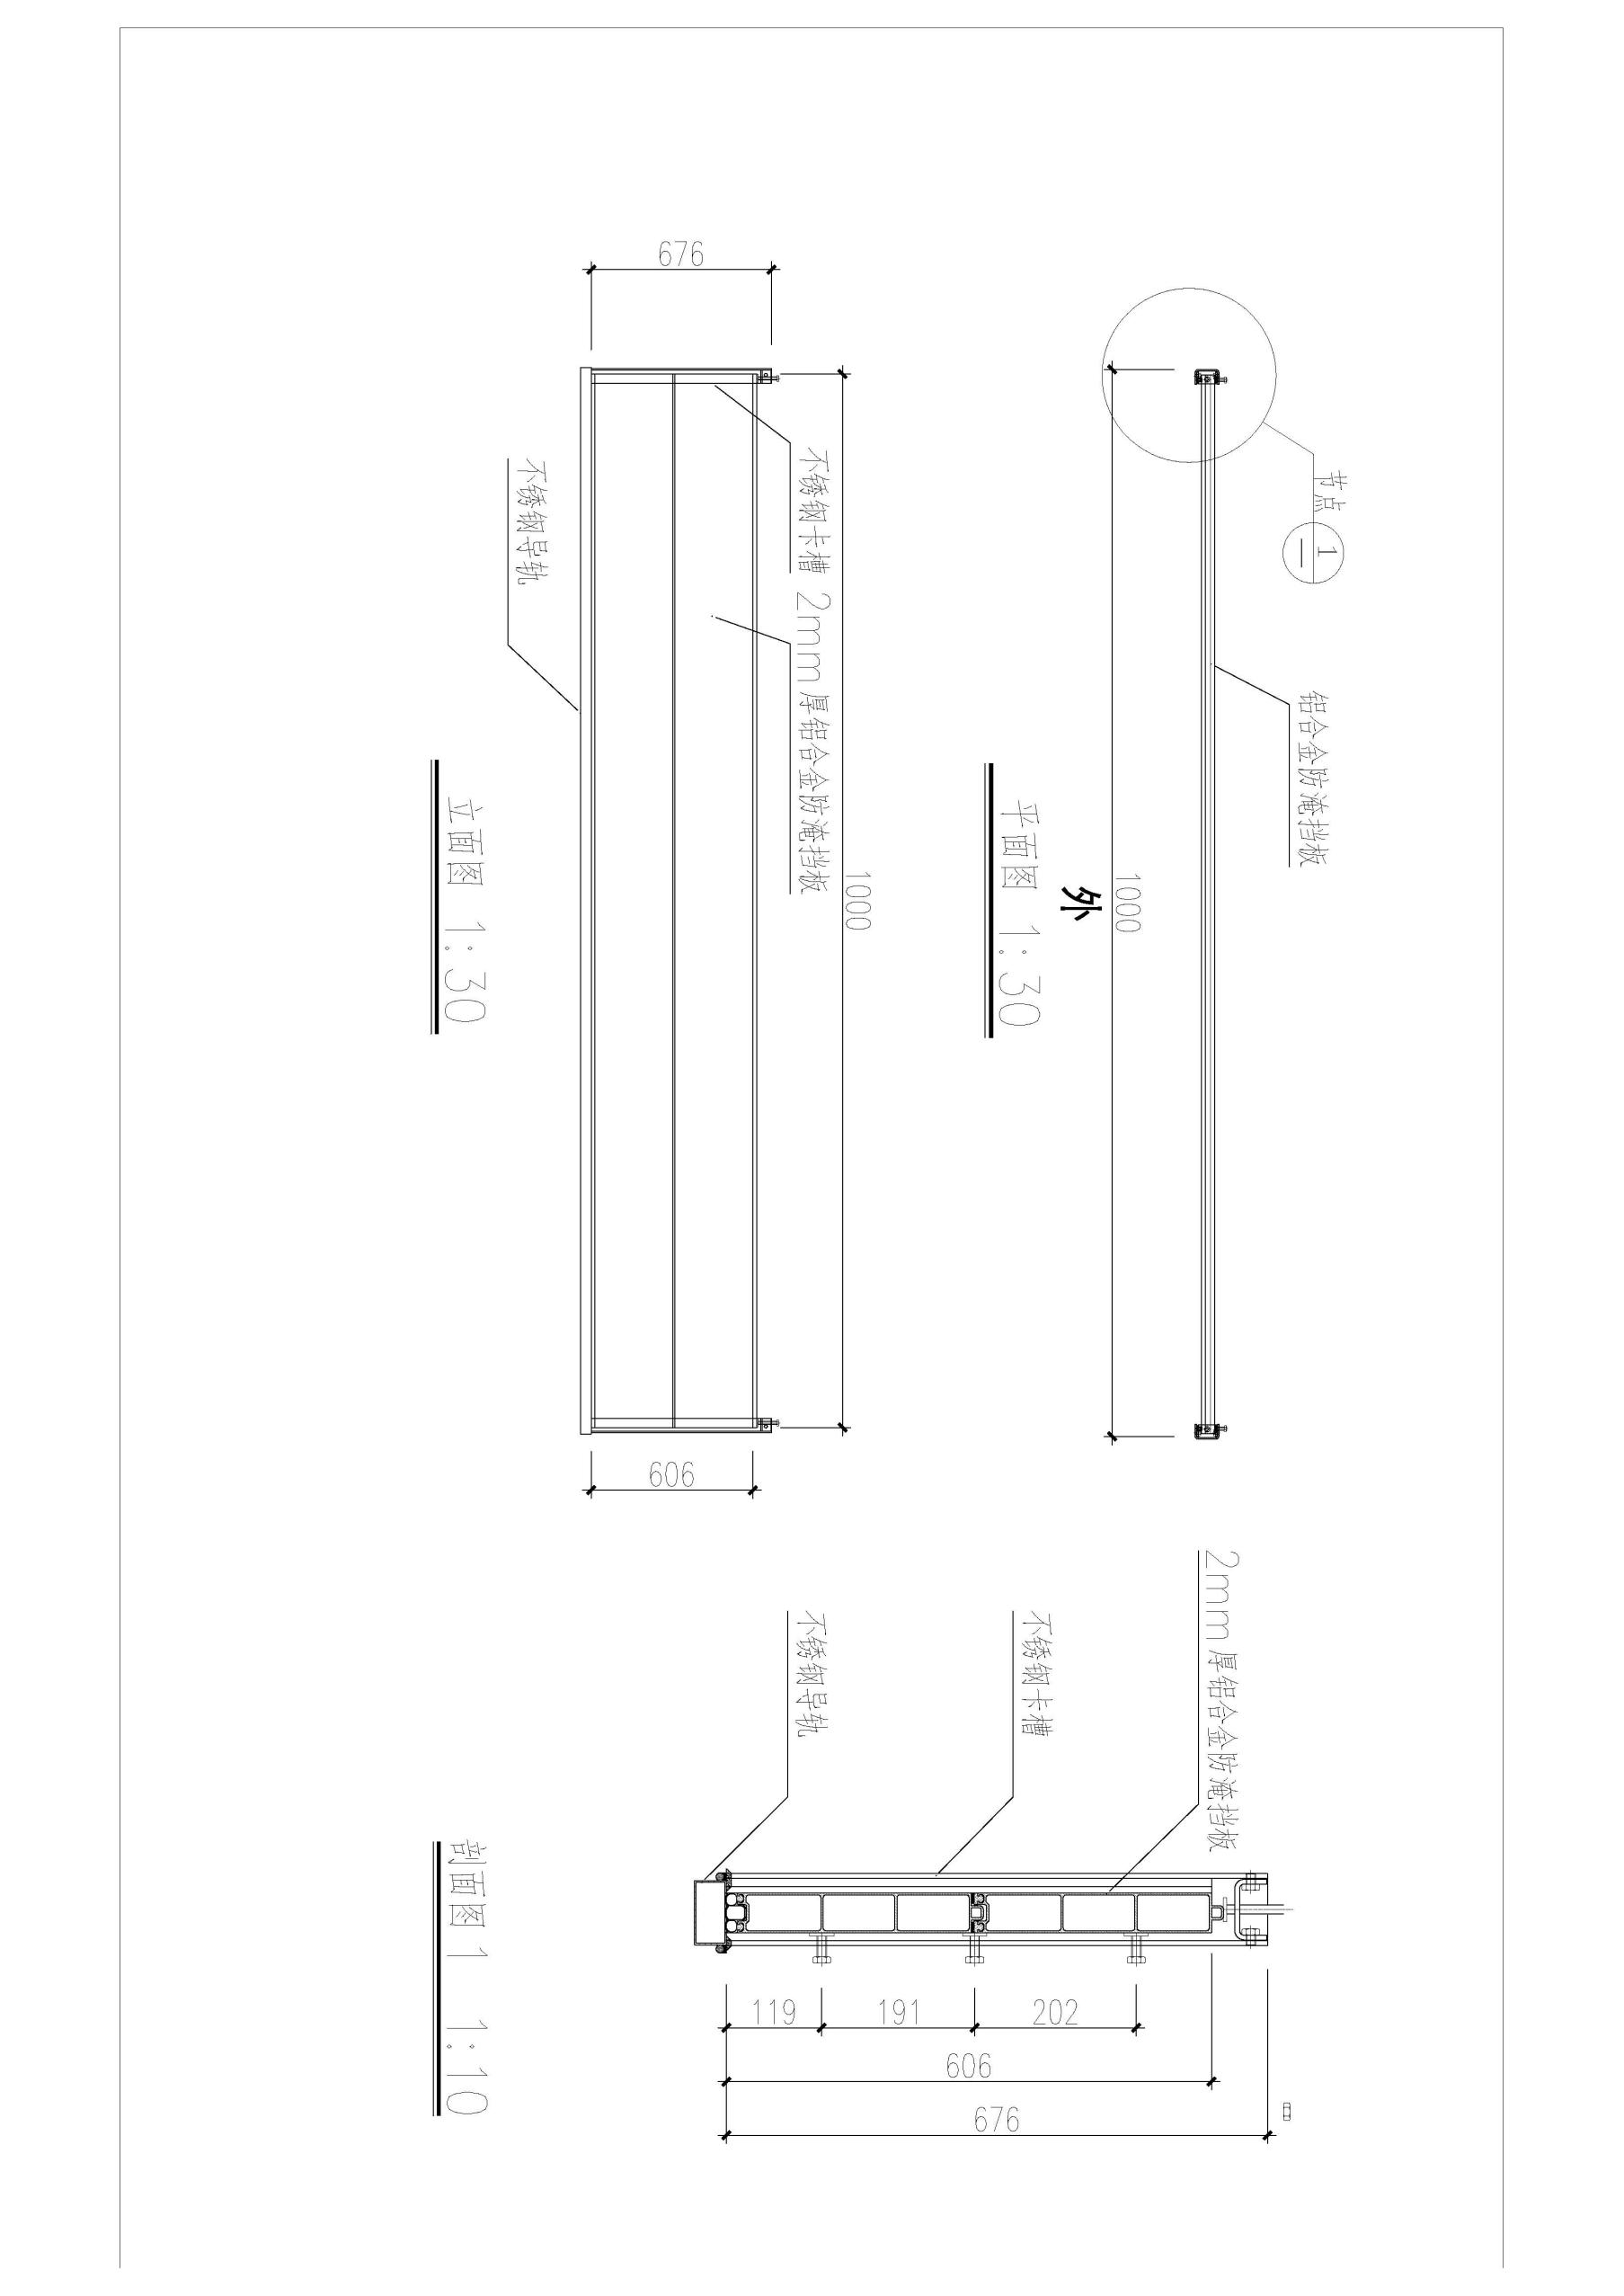 节点
1
铝合金防淹挡板
1000
外
平面图 1:30
1000
676
不锈钢卡槽
2mm厚铝合金防淹挡板
不锈钢导轨
606
立面图 1:30
2mm厚铝合金防淹挡板
不锈钢卡槽
不锈钢导轨
119
191
202
606
676
剖面图 1 1:10